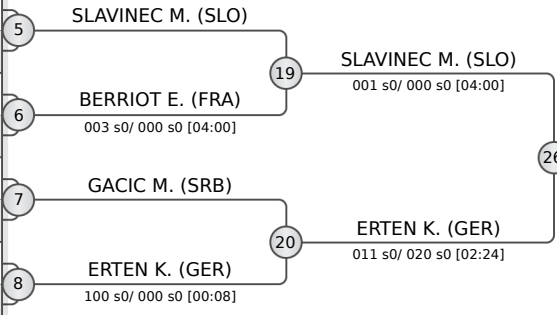 SLAVINEC M. (SLO)
5
19
SLAVINEC M. (SLO)
001 s0/ 000 s0 [04:00]
BERRIOT E. (FRA)
6
003 s0/ 000 s0 [04:00]
26
GACIC M. (SRB)
7
20
ERTEN K. (GER)
011 s0/ 020 s0 [02:24]
ERTEN K. (GER)
8
100 s0/ 000 s0 [00:08]